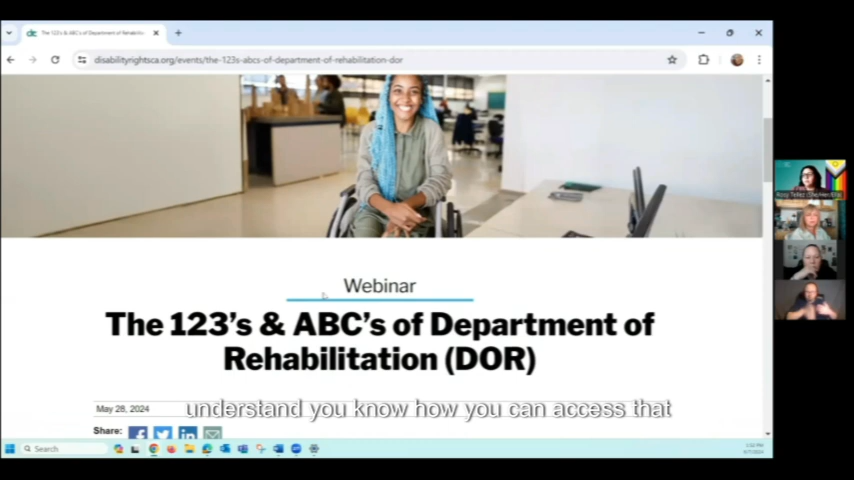 The 123's & ABC's of Department of Rehabilit
disabilityrightsca.org/events/the-123s-abcs-of-department-of-rehabilitation-dor
Webinar
The 123's & ABC's of Department of
Rehabilitation (DOR)
May 28, 2024
understand you know how you can access that
Share:
Search